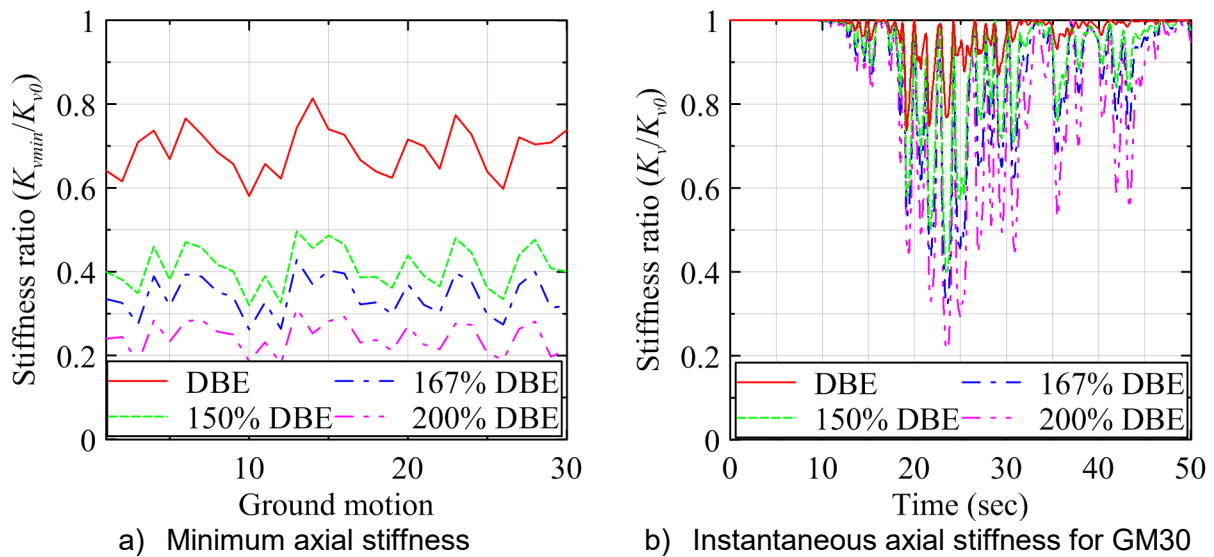 Stiffness ratio (Kvmin/Kv0)
1
0.8
0.6
0.4
0.2
0
DBE
167% DBE
150% DBE
200% DBE
10
20
30
Ground motion
a) Minimum axial stiffness
Stiffness ratio (Kv/Kv0)
1
0.8
0.6
0.4
0.2
0
DBE
167% DBE
150% DBE
200% DBE
0
10
20
30
40
50
Time (sec)
b) Instantaneous axial stiffness for GM30